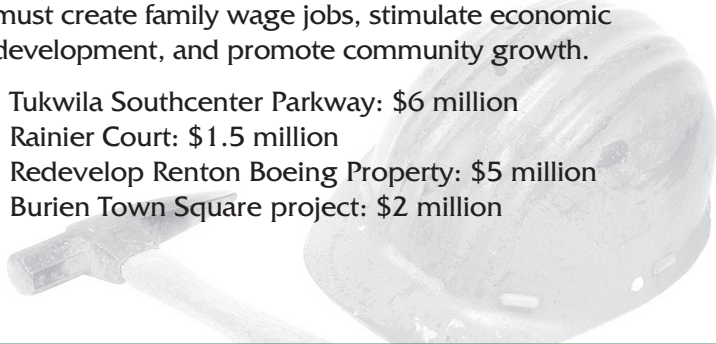 must create family wage jobs, stimulate economic
development, and promote community growth.
Tukwila Southcenter Parkway: $6 million
Rainier Court: $1.5 million
Redevelop Renton Boeing Property: $5 million
Burien Town Square project: $2 million